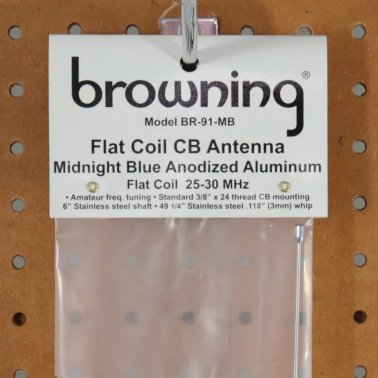 browning®
Model BR-91-MB
Flat Coil CB Antenna
Midnight Blue Anodized Aluminum
Flat Coil 25-30 MHz
• Amateur freq. tuning • Standard 3/8" x 24 thread CB mounting
6" Stainless steel shaft • 49 1/4" Stainless steel .118" (3mm) whip